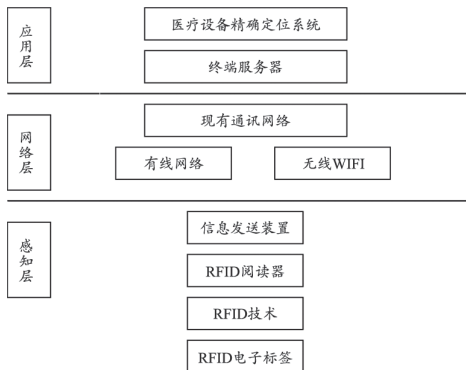 应用层
医疗设备精确定位系统
终端服务器
网络层
现有通讯网络
有线网络
无线WIFI
感知层
信息发送装置
RFID阅读器
RFID技术
RFID电子标签